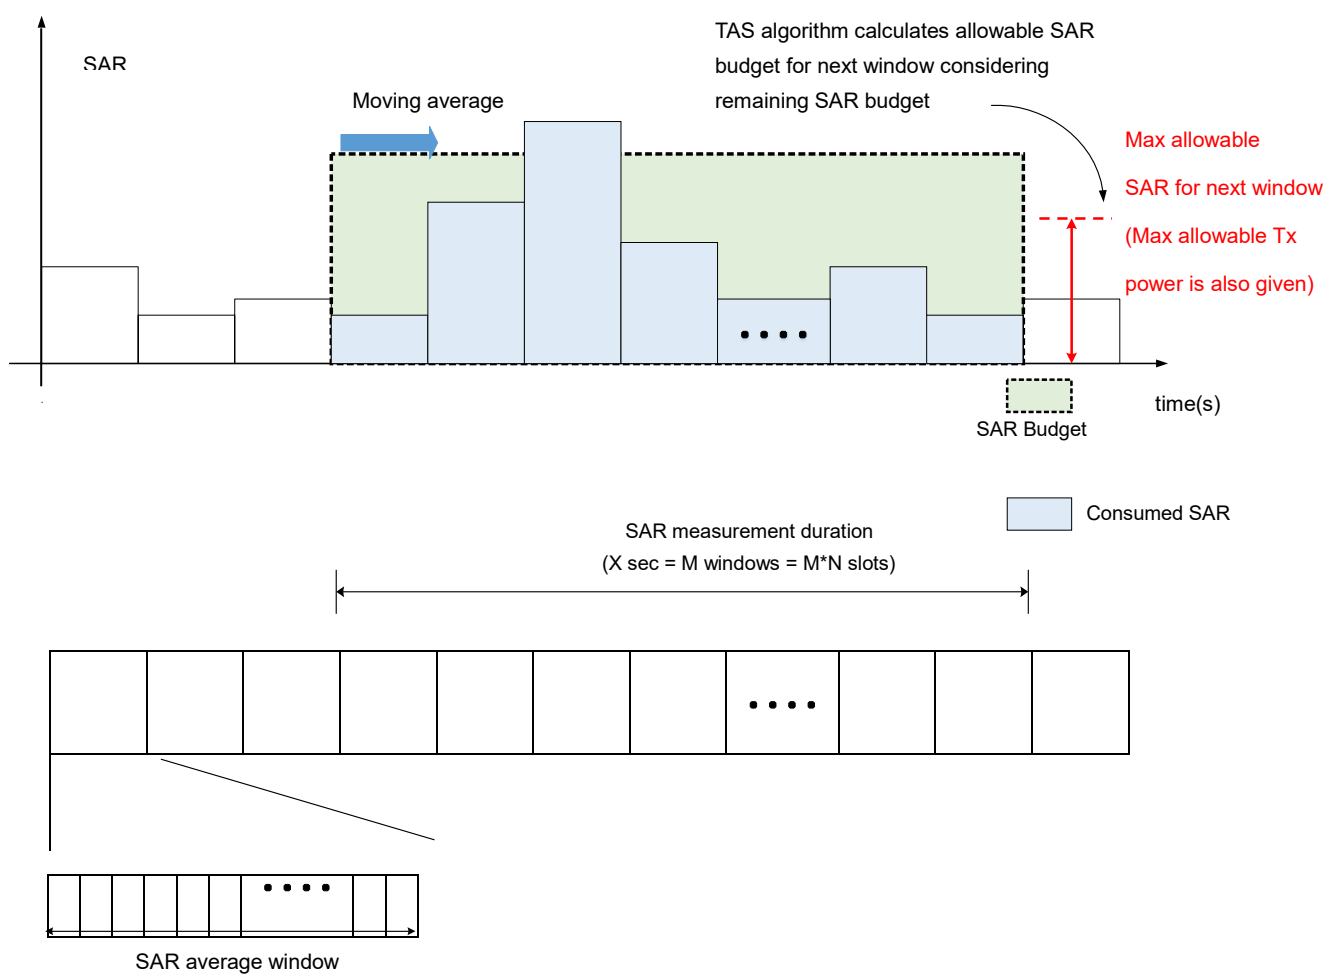 SAR
TAS algorithm calculates allowable SAR
budget for next window considering
remaining SAR budget
Moving average
Max allowable
SAR for next window
(Max allowable Tx
power is also given)
time(s)
SAR Budget
Consumed SAR
SAR measurement duration
(X sec = M windows = M*N slots)
SAR average window